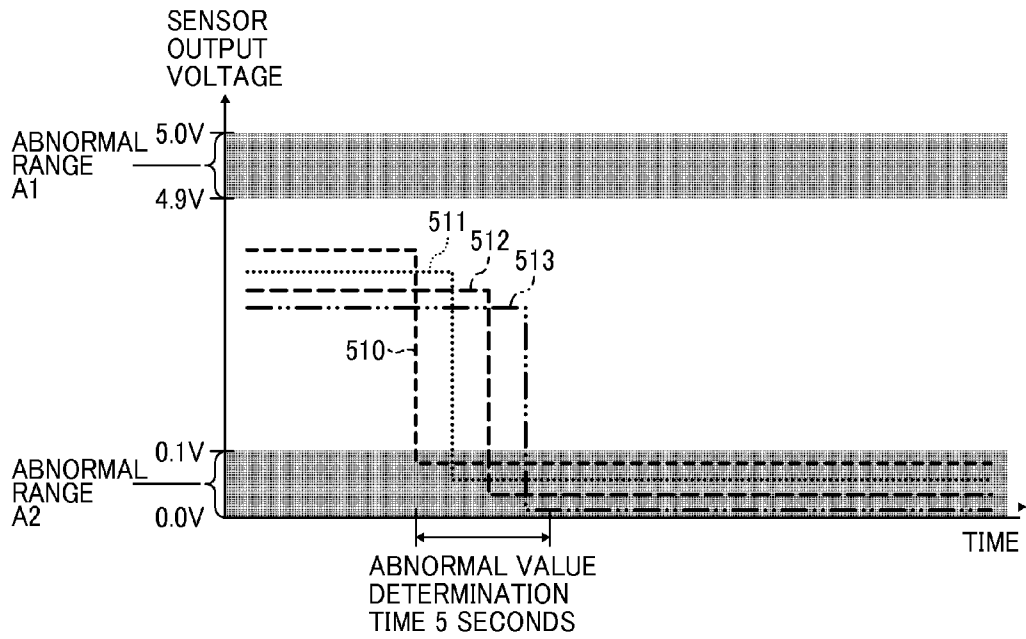 SENSOR
OUTPUT
VOLTAGE
ABNORMAL
RANGE
A1
5.0V
4.9V
511
512
513
510
ABNORMAL
RANGE
A2
0.1V
0.0V
TIME
ABNORMAL VALUE
DETERMINATION
TIME 5 SECONDS